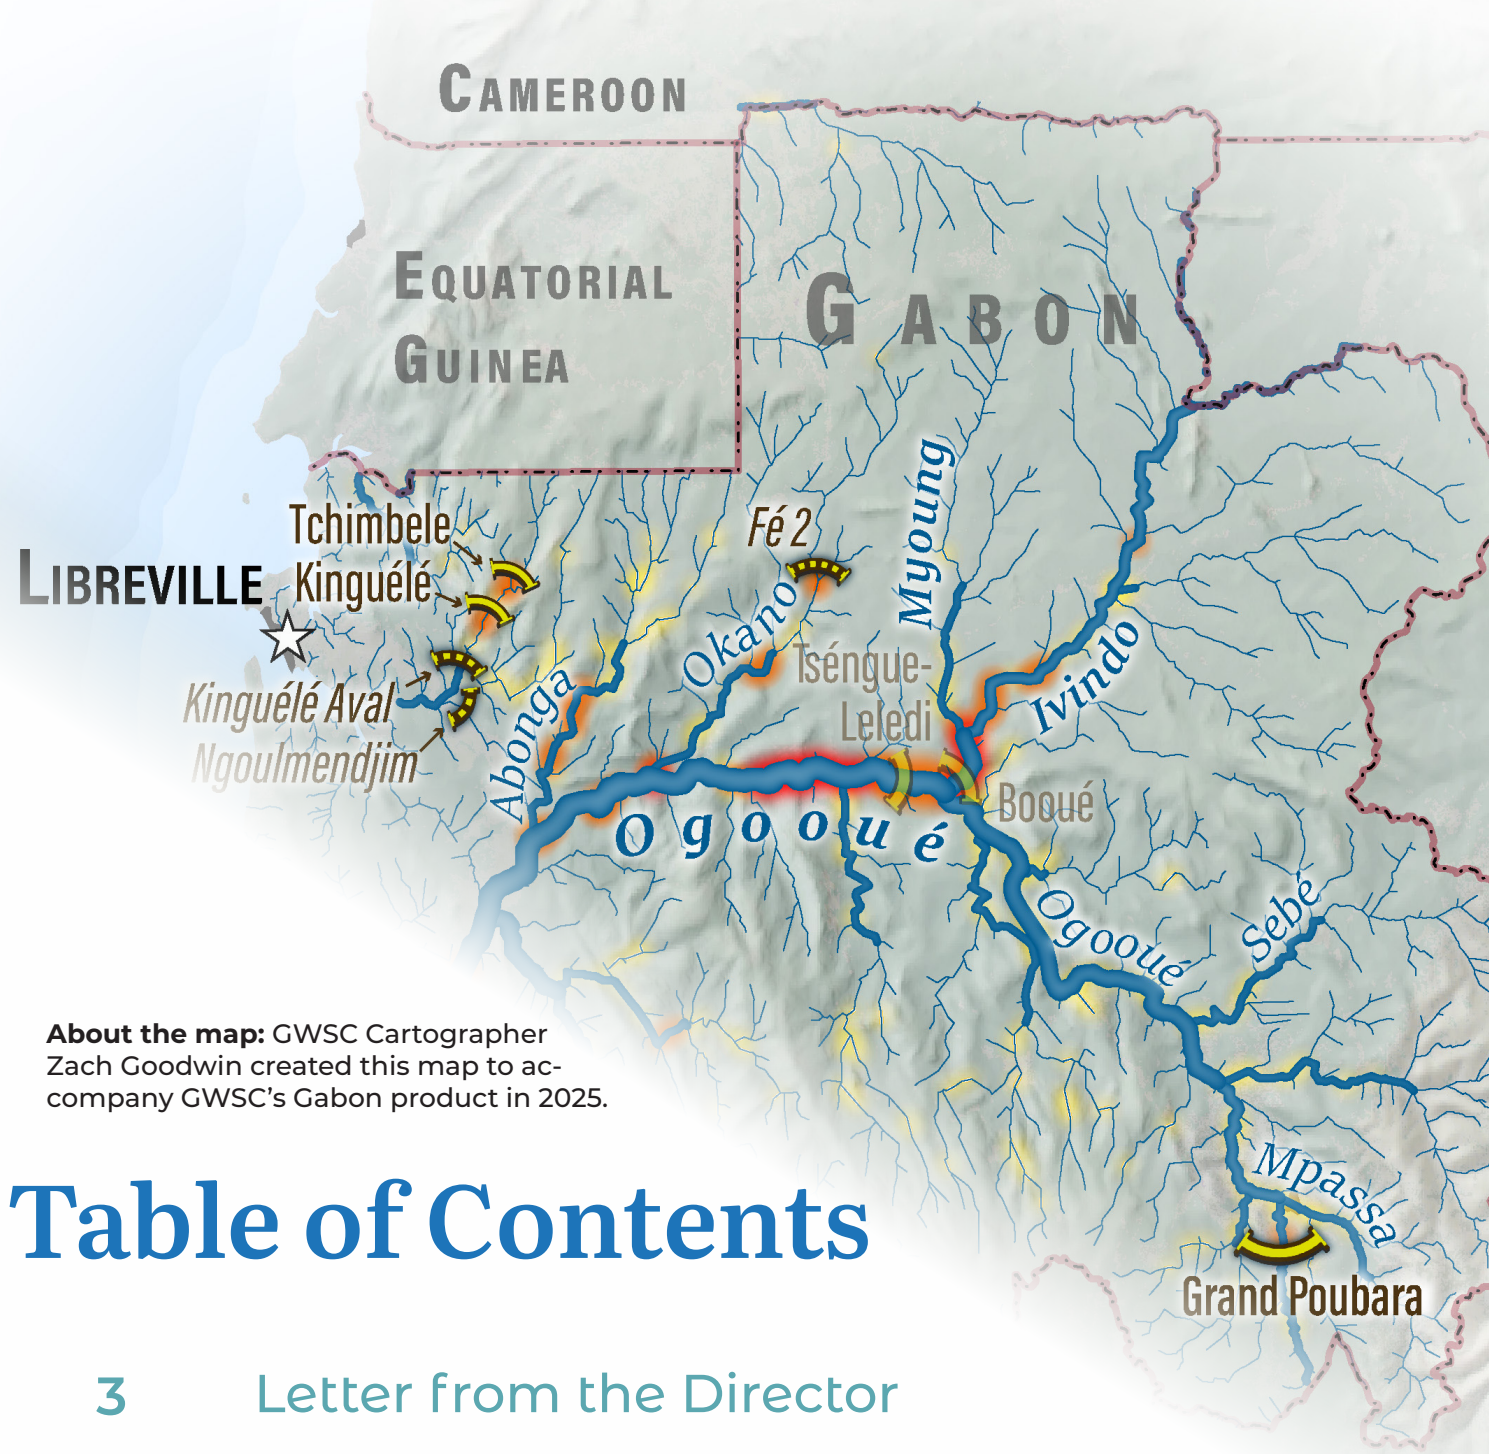 CAMEROON
EQUATORIAL
GUINEA
GABON
Tchimbele
Kinguélé
LIBREVILLE
Fé 2
Myoung
Okano
Tséngue-
Leledi
Ivindo
Kinguélé Aval
Ngoulmendjim
Abonga
Booué
Ogooué
Ogooué
Sébé
Mpassa
Grand Poubara
About the map: GWSC Cartographer
Zach Goodwin created this map to ac-
company GWSC's Gabon product in 2025.
Table of Contents
3 Letter from the Director